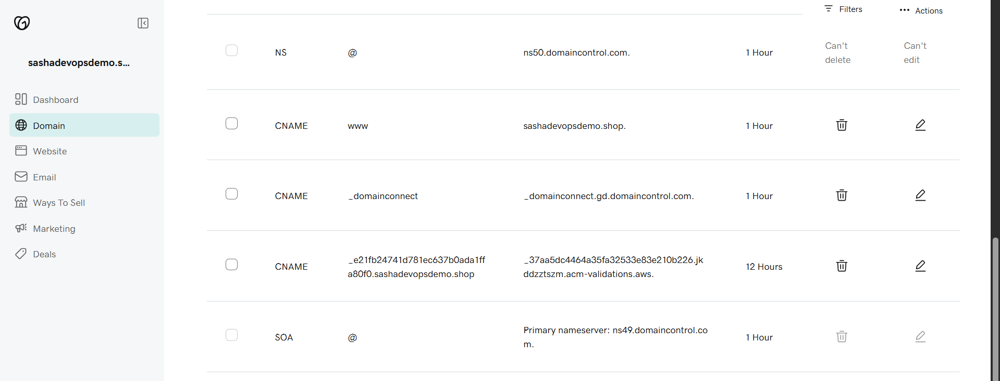 sashadevopsdemo.s...
Dashboard
Domain
Website
Email
Ways To Sell
Marketing
Deals
Filters
Actions
NS @ ns50.domaincontrol.com. 1 Hour Can't delete Can't edit
CNAME www sashadevopsdemo.shop. 1 Hour
CNAME _domainconnect _domainconnect.gd.domaincontrol.com. 1 Hour
CNAME
_e21fb24741d781ec637b0ada1ff
a80f0.sashadevopsdemo.shop
_37aa5dc4464a35fa32533e83e210b226.jk
ddzztszm.acm-validations.aws.
12 Hours
SOA
@
Primary nameserver: ns49.domaincontrol.co
m.
1 Hour